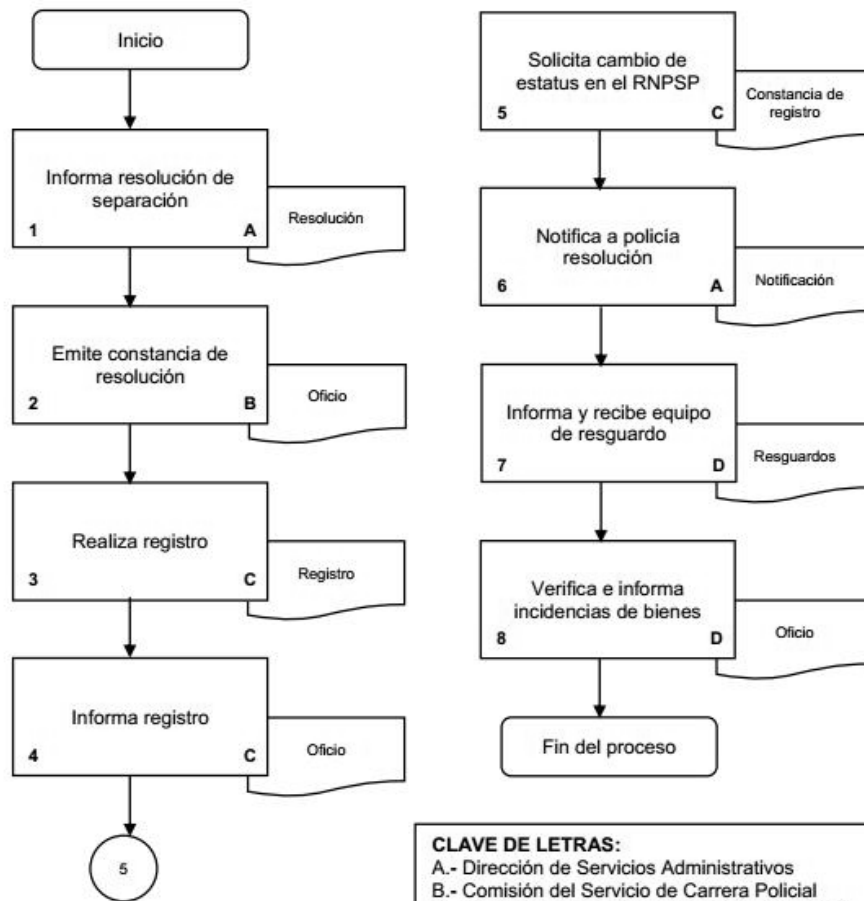 Inicio
Informa resolución de
separación
1 A
Resolución
Emite constancia de
resolución
2 B
Oficio
Realiza registro
3 C
Registro
Informa registro
4 C
Oficio
5
Solicita cambio de
estatus en el RNPSP
5 C
Constancia de
registro
Notifica a policía
resolución
6 A
Notificación
Informa y recibe equipo
de resguardo
7 D
Resguardos
Verifica e informa
incidencias de bienes
8 D
Oficio
Fin del proceso
CLAVE DE LETRAS:
A.- Dirección de Servicios Administrativos
B.- Comisión del Servicio de Carrera Policial